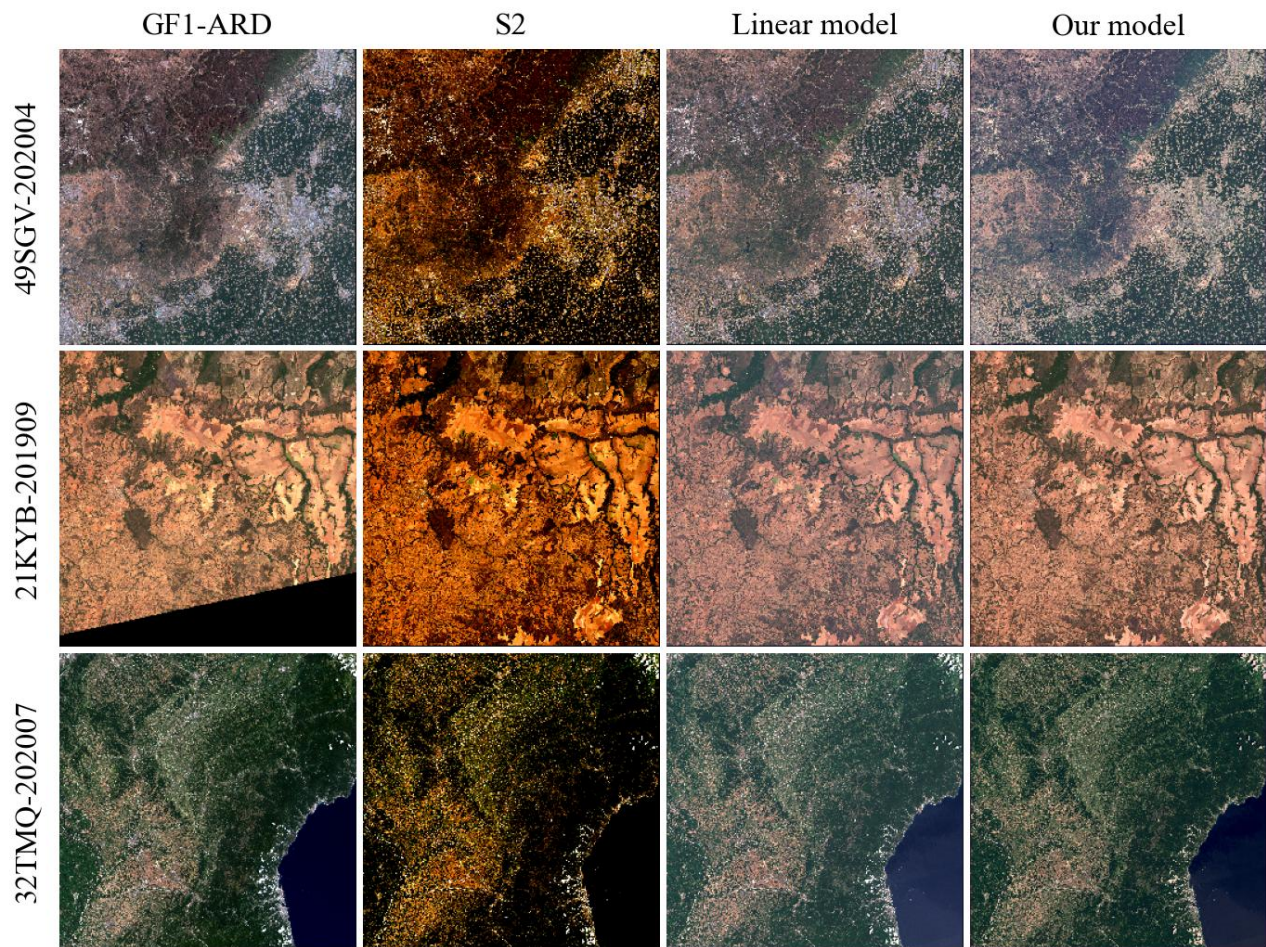 GF1-ARD
S2
Linear model
Our model
49SGV-202004
21KYB-201909
32TMQ-202007